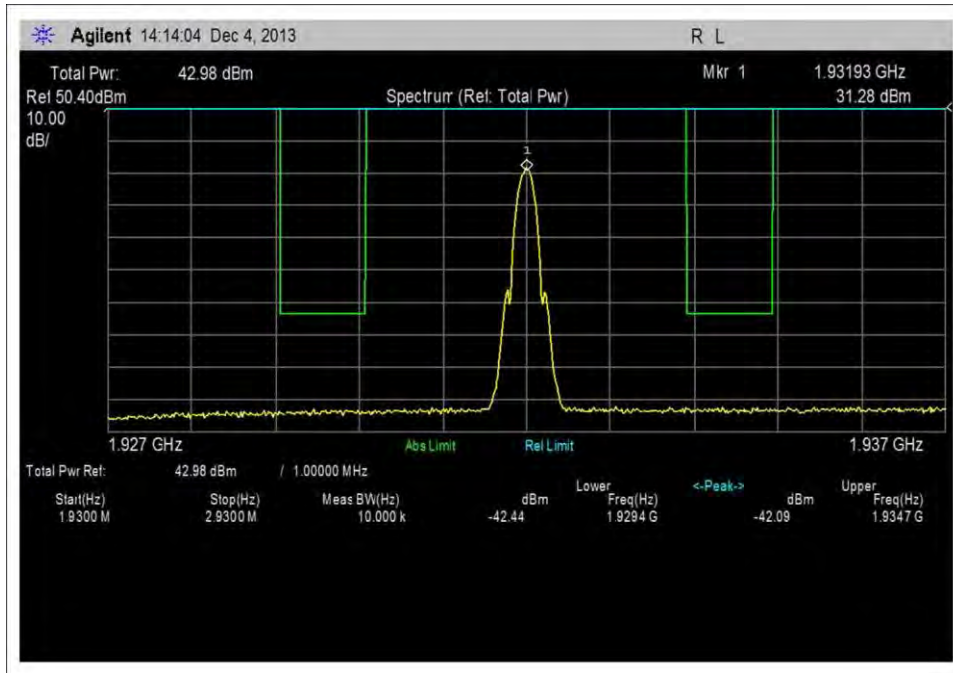 Agilent 14:14:04 Dec 4, 2013 R L
Total Pwr: 42.98 dBm Mkr 1 1.93193 GHz
Ref 50.40dBm Spectrum (Ref: Total Pwr) 31.28 dBm
10.00
dB/
1
1.927 GHz Abs Limit Rel Limit 1.937 GHz
Total Pwr Ref: 42.98 dBm / 1.00000 MHz
Lower <-Peak-> Upper
Start(Hz) Stop(Hz) Meas BW(Hz) dBm Freq(Hz) dBm Freq(Hz)
1.9300 M 2.9300 M 10.000 k -42.44 1.9294 G -42.09 1.9347 G